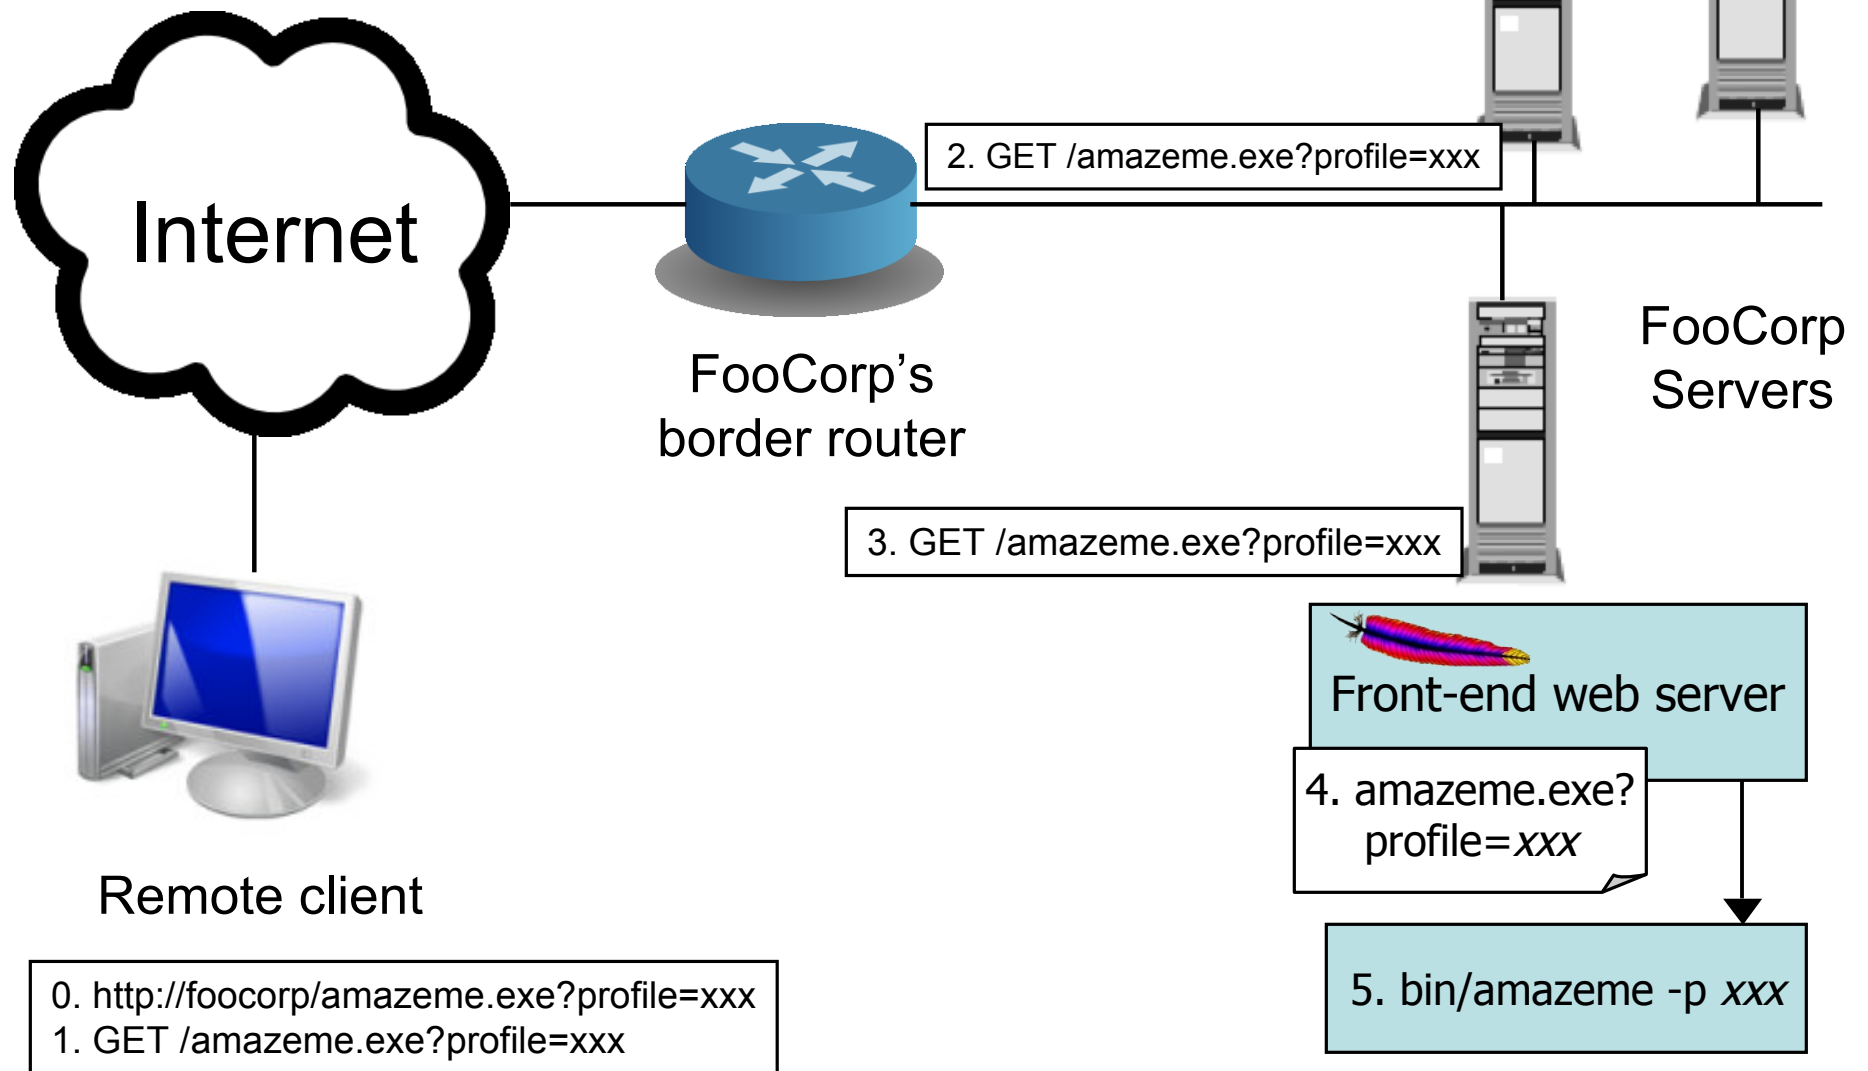 Internet
2. GET /amazeme.exe?profile=xxx
FooCorp's
border router
FooCorp
Servers
3. GET /amazeme.exe?profile=xxx
Front-end web server
4. amazeme.exe?
profile=xxx
Remote client
0. http://foocorp/amazeme.exe?profile=xxx
1. GET /amazeme.exe?profile=xxx
5. bin/amazeme -p xxx